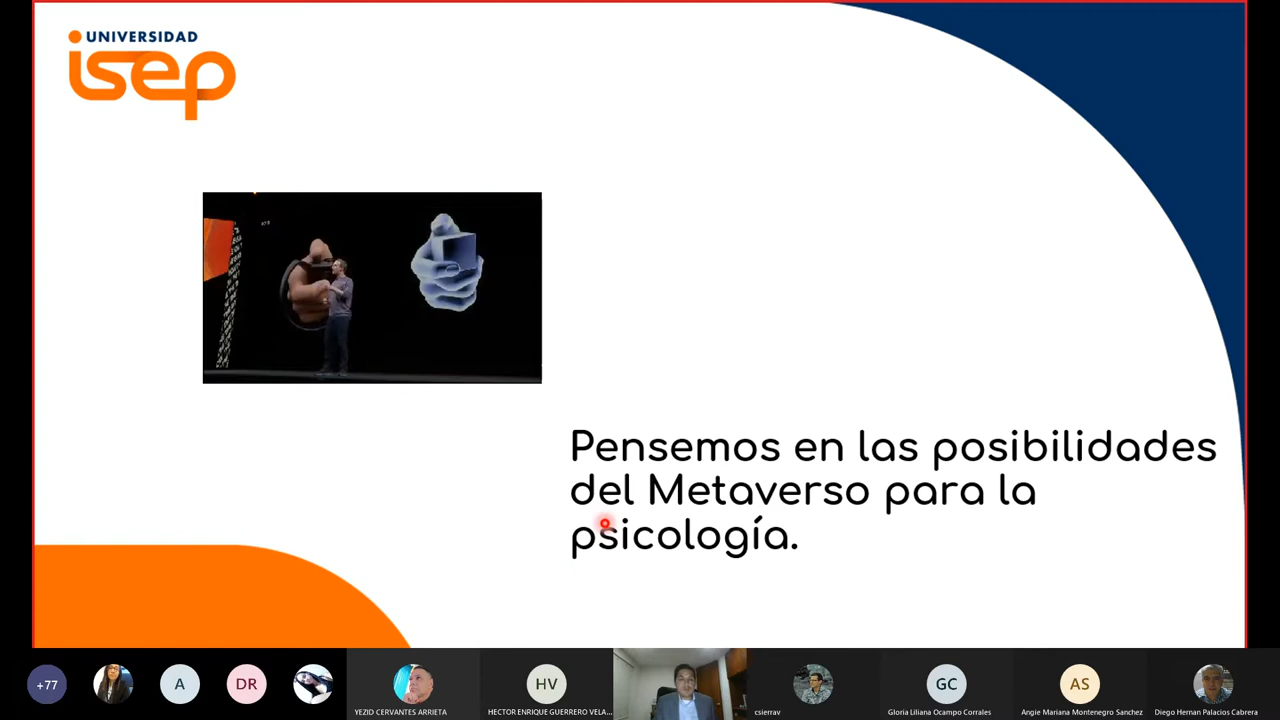 UNIVERSIDAD
isep
Pensemos en las posibilidades
del Metaverso para la
psicología.
+77
A
DR
YEZID CERVANTES ARRIETA
HV
HECTOR ENRIQUE GUERRERO VELA...
csierrav
GC
Gloria Liliana Ocampo Corrales
AS
Angie Mariana Montenegro Sanchez
Diego Hernan Palacios Cabrera